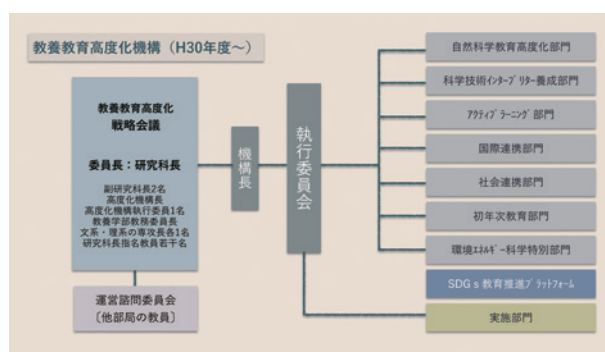 教養教育高度化機構（H30年度～）
教養教育高度化
戦略会議
委員長：研究科長
副研究科長2名
高度化機構長
高度化機構執行委員1名
教養学部教務委員長
文系・理系の専攻長各1名
研究科長指名教員若干名
運営諮問委員会
（他部局の教員）
機構長
執行委員会
自然科学教育高度化部門
科学技術ｲﾝﾀｰﾌﾟﾘﾀｰ養成部門
ｱｸﾃｨﾌﾞﾗｰﾆﾝｸﾞ部門
国際連携部門
社会連携部門
初年次教育部門
環境ｴﾈﾙｷﾞｰ科学特別部門
SDGｓ教育推進ﾌﾟﾗｯﾄﾌｫｰﾑ
実施部門